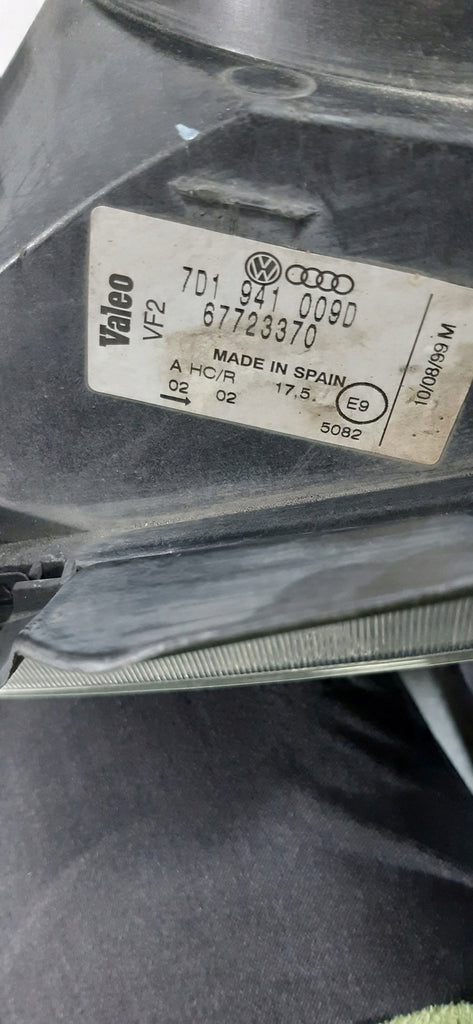 Valeo
VF2
7D1 941 009D
67723370
MADE IN SPAIN
A HC/R 17,5.
02 02
E9
5082
10/08/99 M